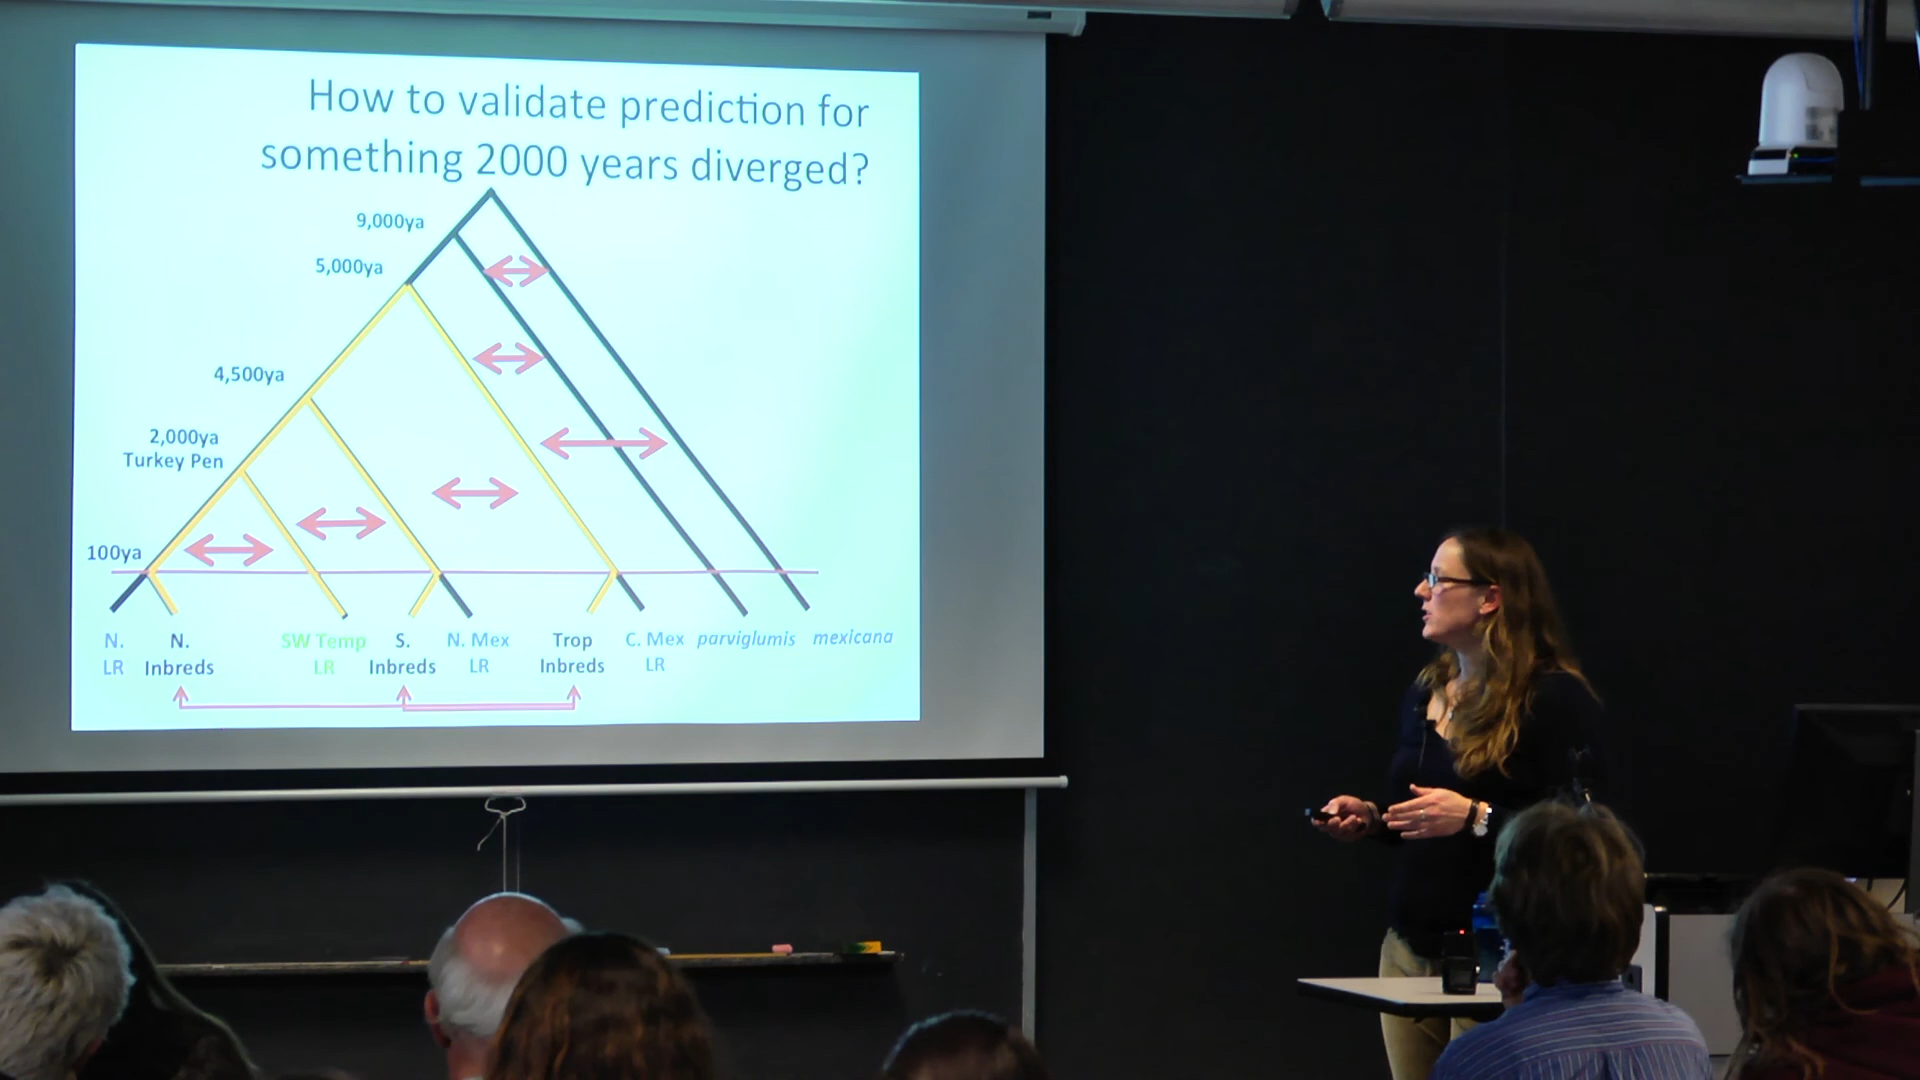 How to validate prediction for
something 2000 years diverged?
9,000ya
5,000ya
4,500ya
2,000ya
Turkey Pen
100ya
N.
LR
N.
Inbreds
SW Temp
LR
S.
Inbreds
N. Mex
LR
Trop
Inbreds
C. Mex
LR
parviglumis
mexicana